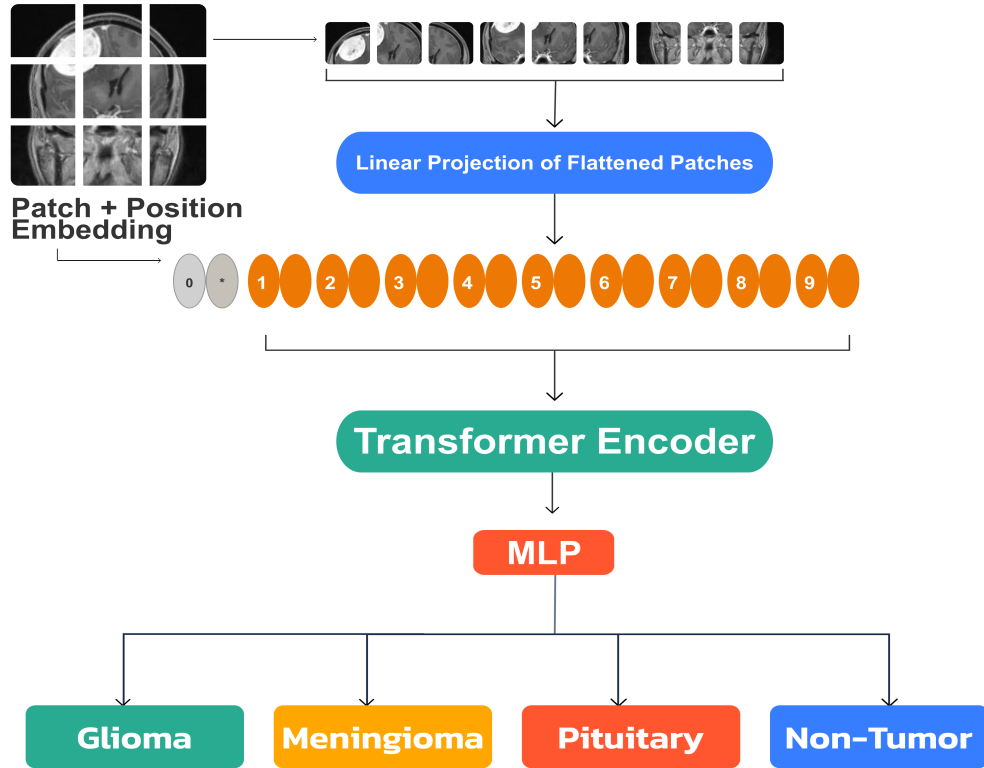 Linear Projection of Flattened Patches
Patch + Position
Embedding
0 * 1 2 3 4 5 6 7 8 9
Transformer Encoder
MLP
Glioma Meningioma Pituitary Non-Tumor